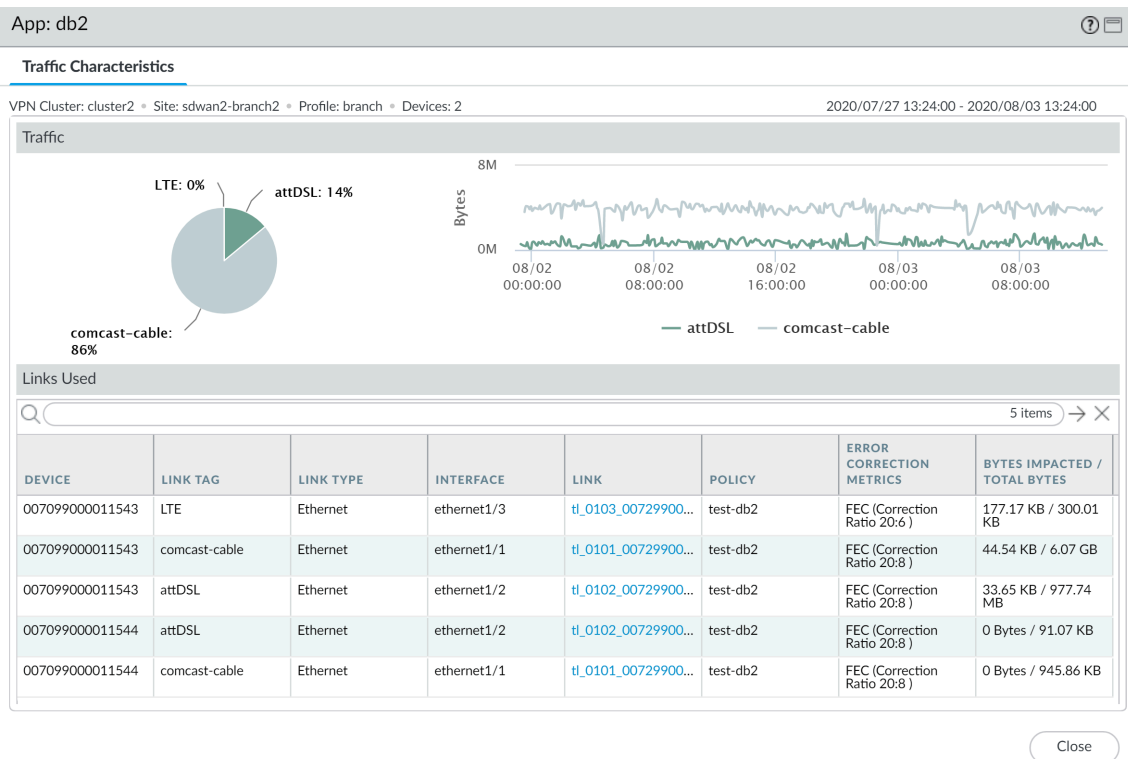 App: db2
Traffic Characteristics
VPN Cluster: cluster2 • Site: sdwan2-branch2 • Profile: branch • Devices: 2
2020/07/27 13:24:00 - 2020/08/03 13:24:00
Traffic
LTE: 0%
attDSL: 14%
comcast-cable:
86%
8M
Bytes
0M
08/02
00:00:00
08/02
08:00:00
08/02
16:00:00
08/03
00:00:00
08/03
08:00:00
attDSL
comcast-cable
Links Used
5 items
DEVICE LINK TAG LINK TYPE INTERFACE LINK POLICY ERROR CORRECTION METRICS BYTES IMPACTED / TOTAL BYTES
007099000011543 LTE Ethernet ethernet1/3 tl_0103_00729900... test-db2 FEC (Correction Ratio 20:6 ) 177.17 KB / 300.01 KB
007099000011543 comcast-cable Ethernet ethernet1/1 tl_0101_00729900... test-db2 FEC (Correction Ratio 20:8 ) 44.54 KB / 6.07 GB
007099000011543 attDSL Ethernet ethernet1/2 tl_0102_00729900... test-db2 FEC (Correction Ratio 20:8 ) 33.65 KB / 977.74 MB
007099000011544 attDSL Ethernet ethernet1/2 tl_0102_00729900... test-db2 FEC (Correction Ratio 20:8 ) 0 Bytes / 91.07 KB
007099000011544 comcast-cable Ethernet ethernet1/1 tl_0101_00729900... test-db2 FEC (Correction Ratio 20:8 ) 0 Bytes / 945.86 KB
Close